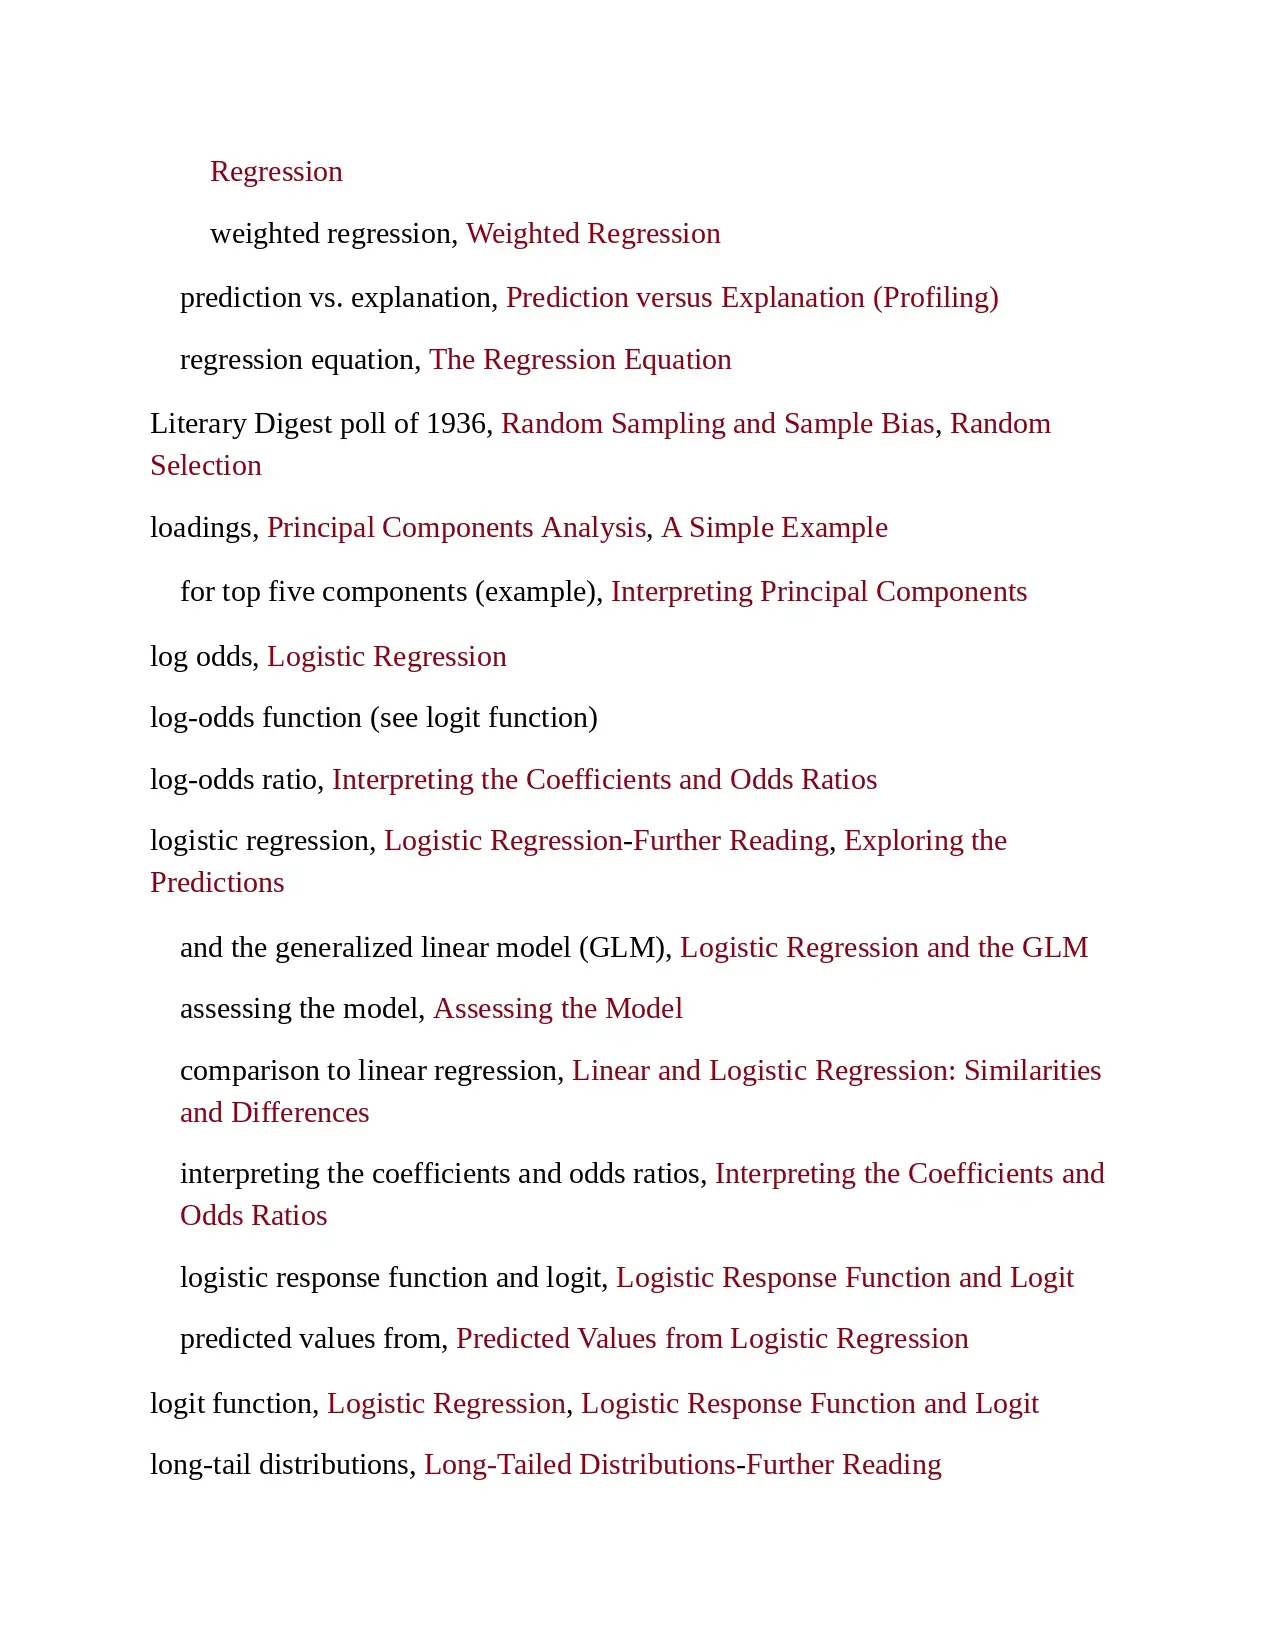 Regression
weighted regression, Weighted Regression
prediction vs. explanation, Prediction versus Explanation (Profiling)
regression equation, The Regression Equation
Literary Digest poll of 1936, Random Sampling and Sample Bias, Random
Selection
loadings, Principal Components Analysis, A Simple Example
for top five components (example), Interpreting Principal Components
log odds, Logistic Regression
log-odds function (see logit function)
log-odds ratio, Interpreting the Coefficients and Odds Ratios
logistic regression, Logistic Regression-Further Reading, Exploring the
Predictions
and the generalized linear model (GLM), Logistic Regression and the GLM
assessing the model, Assessing the Model
comparison to linear regression, Linear and Logistic Regression: Similarities
and Differences
interpreting the coefficients and odds ratios, Interpreting the Coefficients and
Odds Ratios
logistic response function and logit, Logistic Response Function and Logit
predicted values from, Predicted Values from Logistic Regression
logit function, Logistic Regression, Logistic Response Function and Logit
long-tail distributions, Long-Tailed Distributions-Further Reading